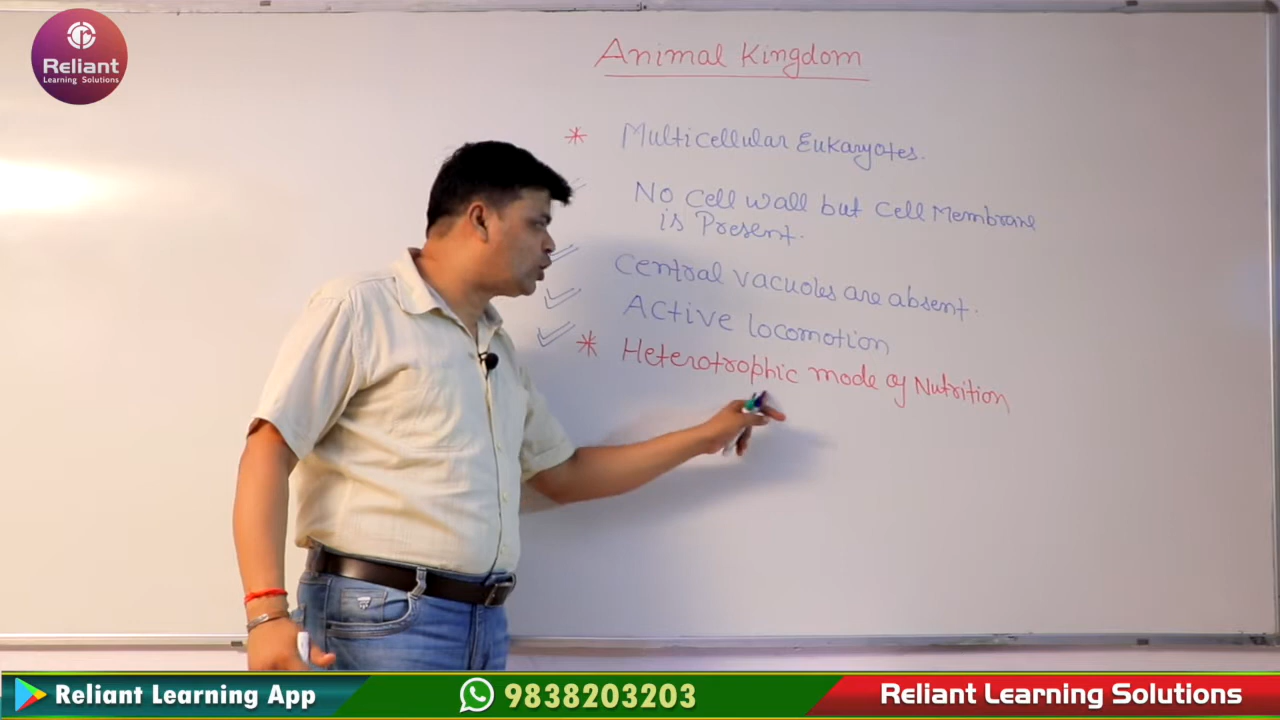 Reliant
Learning Solutions
Animal Kingdom
* Multicellular Eukaryotes.
No cell wall but cell Membrane
is Present.
Central vacuoles are absent.
Active locomotion
* Heterotrophic mode of Nutrition
Reliant Learning App
9838203203
Reliant Learning Solutions